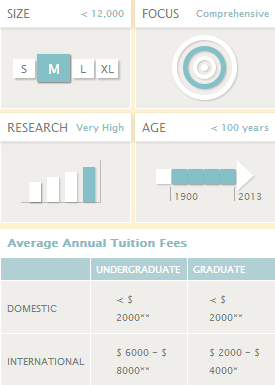 SIZE < 12,000
FOCUS Comprehensive
S M L XL
RESEARCH Very High
AGE < 100 years
1900 2013
Average Annual Tuition Fees
UNDERGRADUATE GRADUATE
DOMESTIC < $ 2000** < $ 2000**
INTERNATIONAL $ 6000 - $ 8000** $ 2000 - $ 4000*